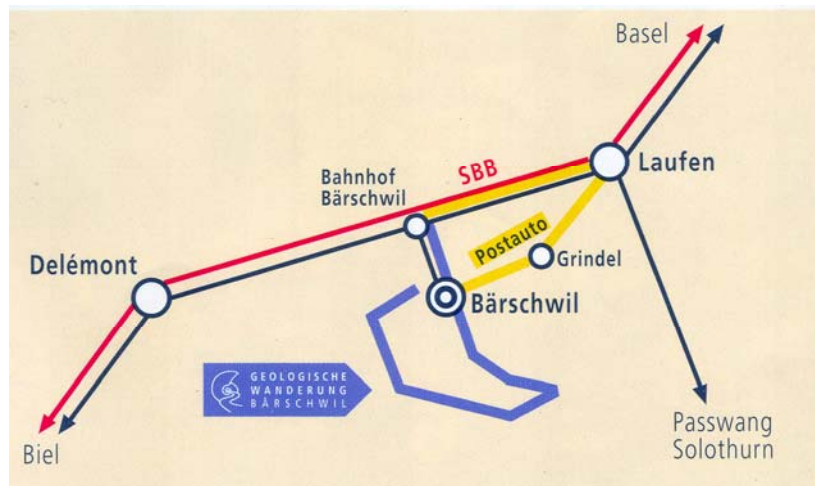 Basel
SBB
Laufen
Bahnhof
Bärschwil
Postauto
Grindel
Delémont
Bärschwil
GEOLOGISCHE
WANDERUNG
BÄRSCHWIL
Passwang
Solothurn
Biel